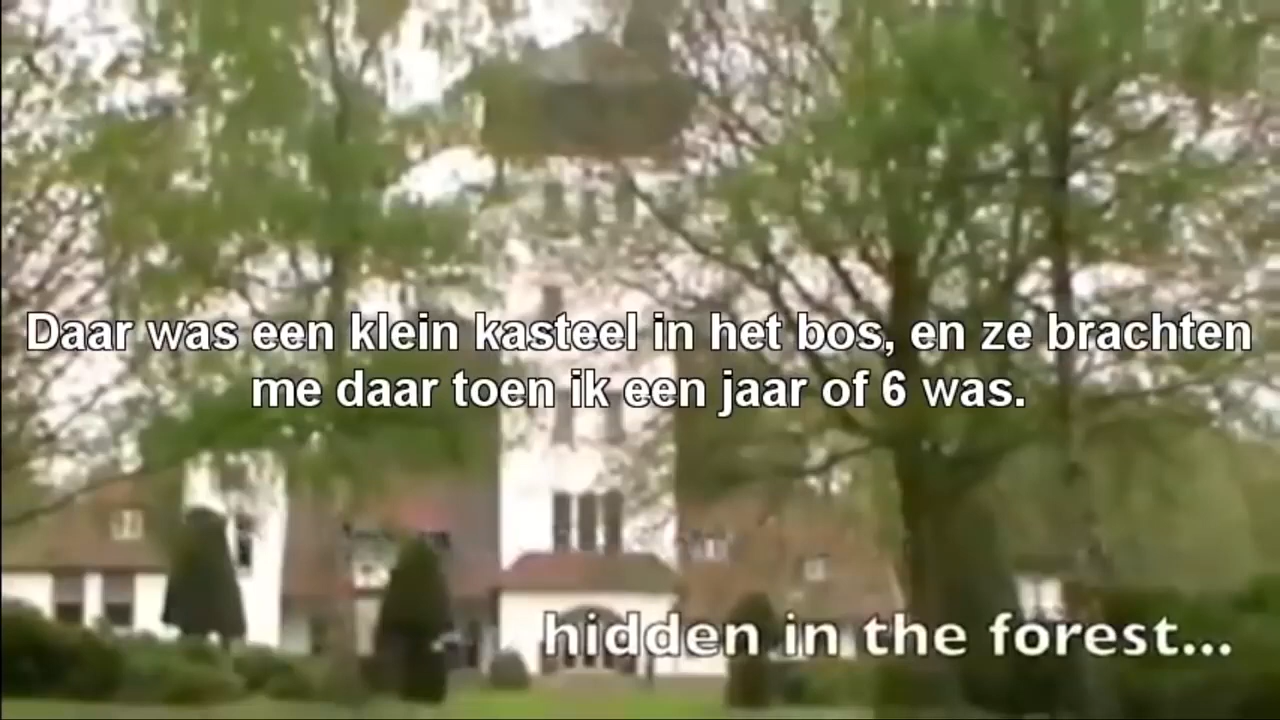 Daar was een klein kasteel in het bos, en ze brachten
me daar toen ik een jaar of 6 was.
hidden in the forest...